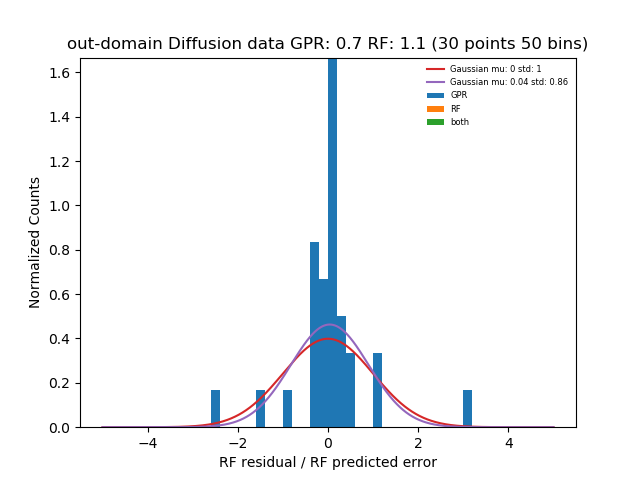 out-domain Diffusion data GPR: 0.7 RF: 1.1 (30 points 50 bins)
Gaussian mu: 0 std: 1
Gaussian mu: 0.04 std: 0.86
GPR
RF
both
Normalized Counts
1.6
1.4
1.2
1.0
0.8
0.6
0.4
0.2
0.0
−4 −2 0 2 4
RF residual / RF predicted error